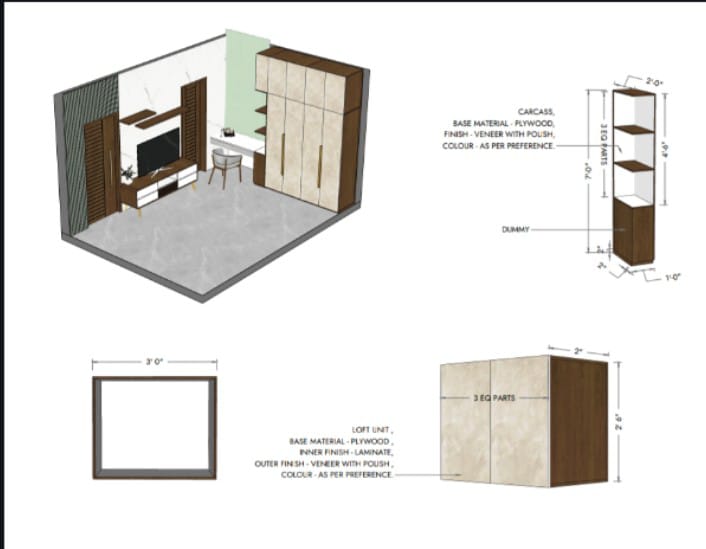 2'-0"
CARCASS,
BASE MATERIAL - PLYWOOD,
FINISH - VENEER WITH POLISH,
COLOUR - AS PER PREFERENCE.
3 EQ PARTS
4'-6"
7'-0"
DUMMY
2"
2"
1'-0"
3' 0"
2"
3 EQ PARTS
2' 6"
LOFT UNIT ,
BASE MATERIAL - PLYWOOD ,
INNER FINISH - LAMINATE,
OUTER FINISH - VENEER WITH POLISH ,
COLOUR - AS PER PREFERENCE.